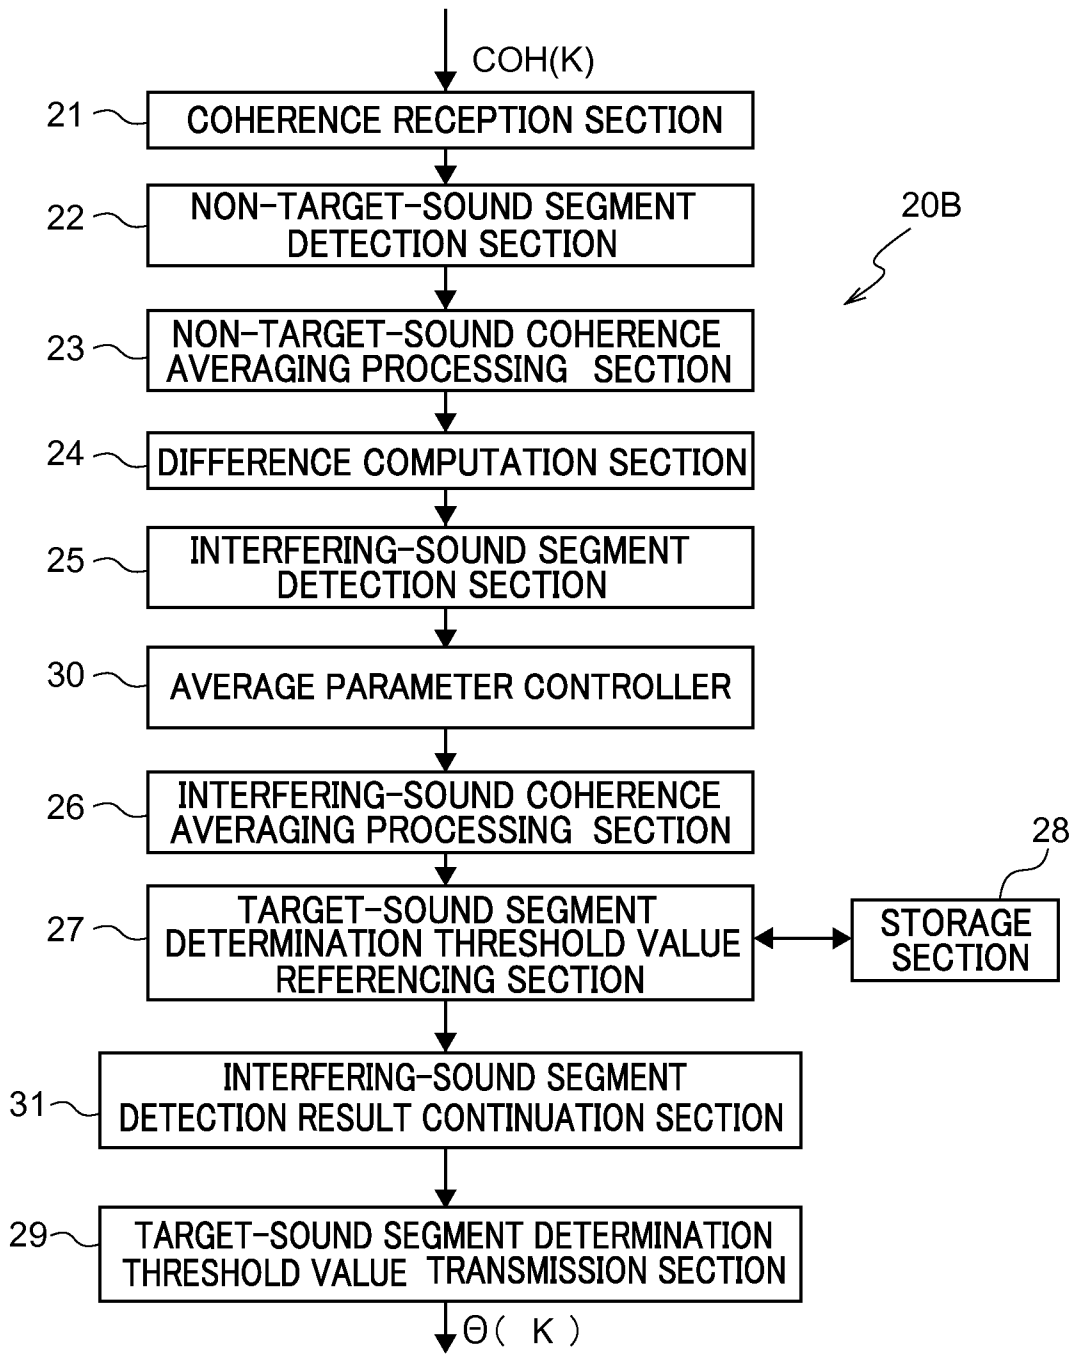 COH(K)
21
COHERENCE RECEPTION SECTION
22
NON-TARGET-SOUND SEGMENT
DETECTION SECTION
20B
23
NON-TARGET-SOUND COHERENCE
AVERAGING PROCESSING SECTION
24
DIFFERENCE COMPUTATION SECTION
25
INTERFERING-SOUND SEGMENT
DETECTION SECTION
30
AVERAGE PARAMETER CONTROLLER
26
INTERFERING-SOUND COHERENCE
AVERAGING PROCESSING SECTION
27
TARGET-SOUND SEGMENT
DETERMINATION THRESHOLD VALUE
REFERENCING SECTION
28
STORAGE
SECTION
31
INTERFERING-SOUND SEGMENT
DETECTION RESULT CONTINUATION SECTION
29
TARGET-SOUND SEGMENT DETERMINATION
THRESHOLD VALUE TRANSMISSION SECTION
Θ( K )